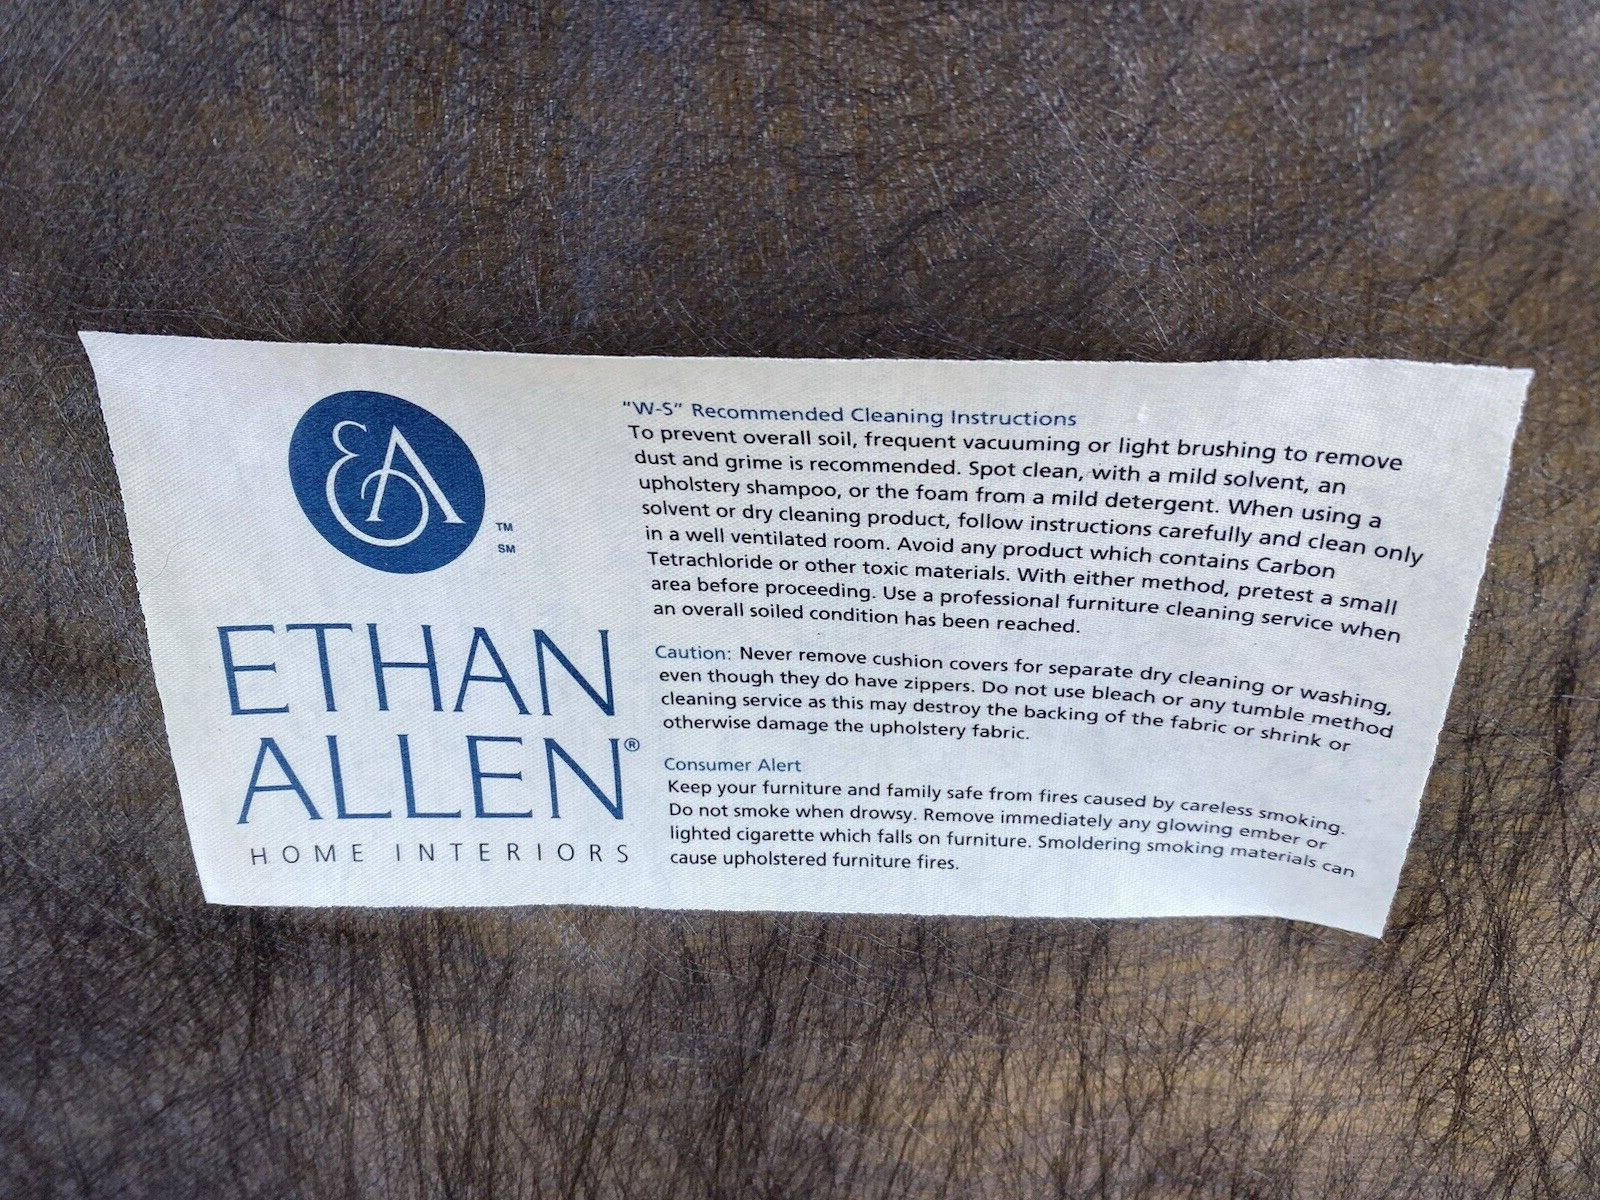 EA
TM
SM
ETHAN
ALLEN®
HOME INTERIORS
"W-S" Recommended Cleaning Instructions
To prevent overall soil, frequent vacuuming or light brushing to remove
dust and grime is recommended. Spot clean, with a mild solvent, an
upholstery shampoo, or the foam from a mild detergent. When using a
solvent or dry cleaning product, follow instructions carefully and clean only
in a well ventilated room. Avoid any product which contains Carbon
Tetrachloride or other toxic materials. With either method, pretest a small
area before proceeding. Use a professional furniture cleaning service when
an overall soiled condition has been reached.
Caution: Never remove cushion covers for separate dry cleaning or washing,
even though they do have zippers. Do not use bleach or any tumble method
cleaning service as this may destroy the backing of the fabric or shrink or
otherwise damage the upholstery fabric.
Consumer Alert
Keep your furniture and family safe from fires caused by careless smoking.
Do not smoke when drowsy. Remove immediately any glowing ember or
lighted cigarette which falls on furniture. Smoldering smoking materials can
cause upholstered furniture fires.